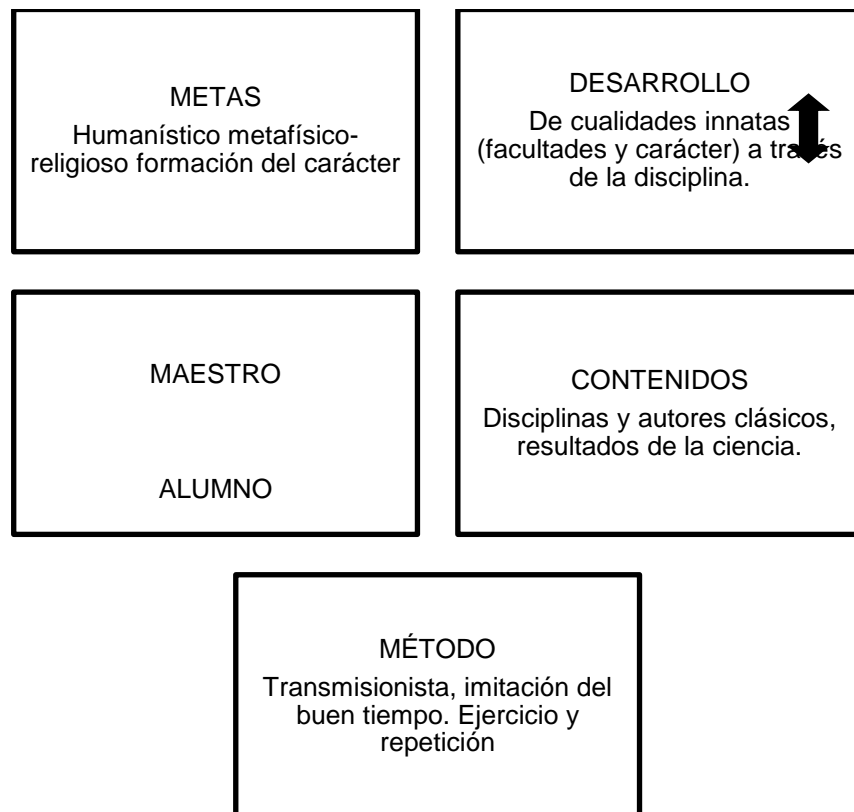 METAS
Humanístico metafísico-
religioso formación del carácter
DESARROLLO
De cualidades innatas
(facultades y carácter) a través
de la disciplina.
MAESTRO
ALUMNO
CONTENIDOS
Disciplinas y autores clásicos,
resultados de la ciencia.
MÉTODO
Transmisionista, imitación del
buen tiempo. Ejercicio y
repetición